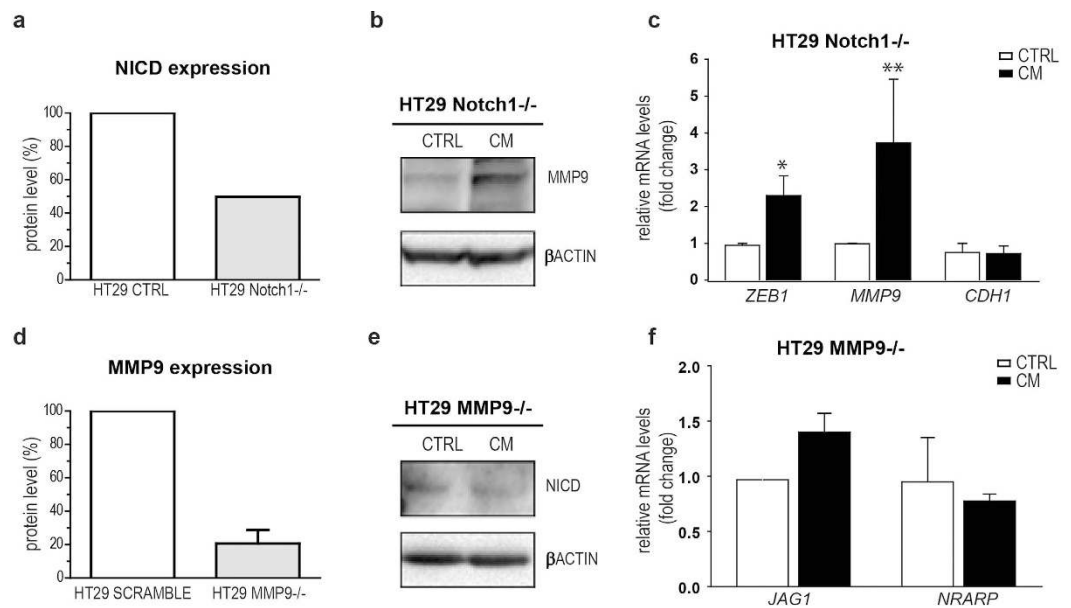 a
NICD expression
protein level (%)
100
80
60
40
20
0
HT29 CTRL
HT29 Notch1-/-
b
HT29 Notch1-/-
CTRL CM
MMP9
βACTIN
c
HT29 Notch1-/-
CTRL
CM
relative mRNA levels
(fold change)
6
5
4
3
2
1
0
*
**
ZEB1
MMP9
CDH1
d
MMP9 expression
protein level (%)
100
80
60
40
20
0
HT29 SCRAMBLE
HT29 MMP9-/-
e
HT29 MMP9-/-
CTRL CM
NICD
βACTIN
f
HT29 MMP9-/-
CTRL
CM
relative mRNA levels
(fold change)
2.0
1.5
1.0
0.5
0.0
JAG1
NRARP